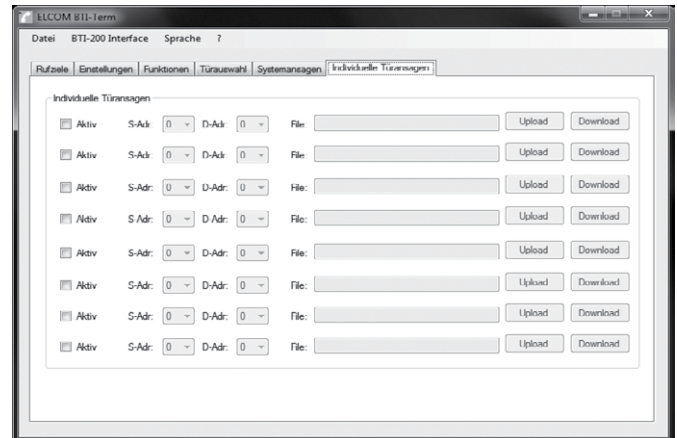 ELCOM BTI-Term
Datei BTI-200 Interface Sprache ?
Rufziele Einstellungen Funktionen Türauswahl Systemansagen Individuelle Türansagen
Individuelle Türansagen
Aktiv S-Adr: 0 D-Adr: 0 File: Upload Download
Aktiv S-Adr: 0 D-Adr: 0 File: Upload Download
Aktiv S-Adr: 0 D-Adr: 0 File: Upload Download
Aktiv S-Adr: 0 D-Adr: 0 File: Upload Download
Aktiv S-Adr: 0 D-Adr: 0 File: Upload Download
Aktiv S-Adr: 0 D-Adr: 0 File: Upload Download
Aktiv S-Adr: 0 D-Adr: 0 File: Upload Download
Aktiv S-Adr: 0 D-Adr: 0 File: Upload Download